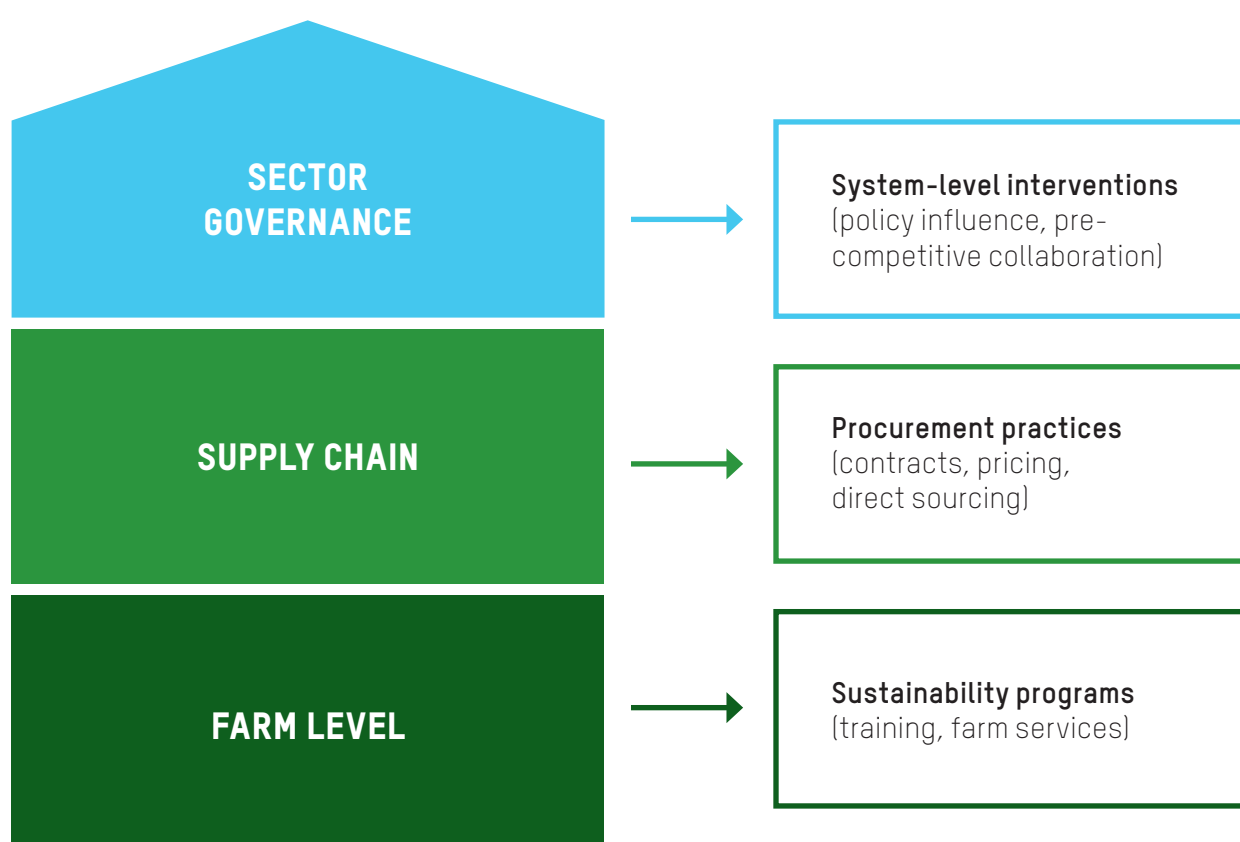 SECTOR
GOVERNANCE
System-level interventions
(policy influence, pre-
competitive collaboration)
SUPPLY CHAIN
Procurement practices
(contracts, pricing,
direct sourcing)
FARM LEVEL
Sustainability programs
(training, farm services)